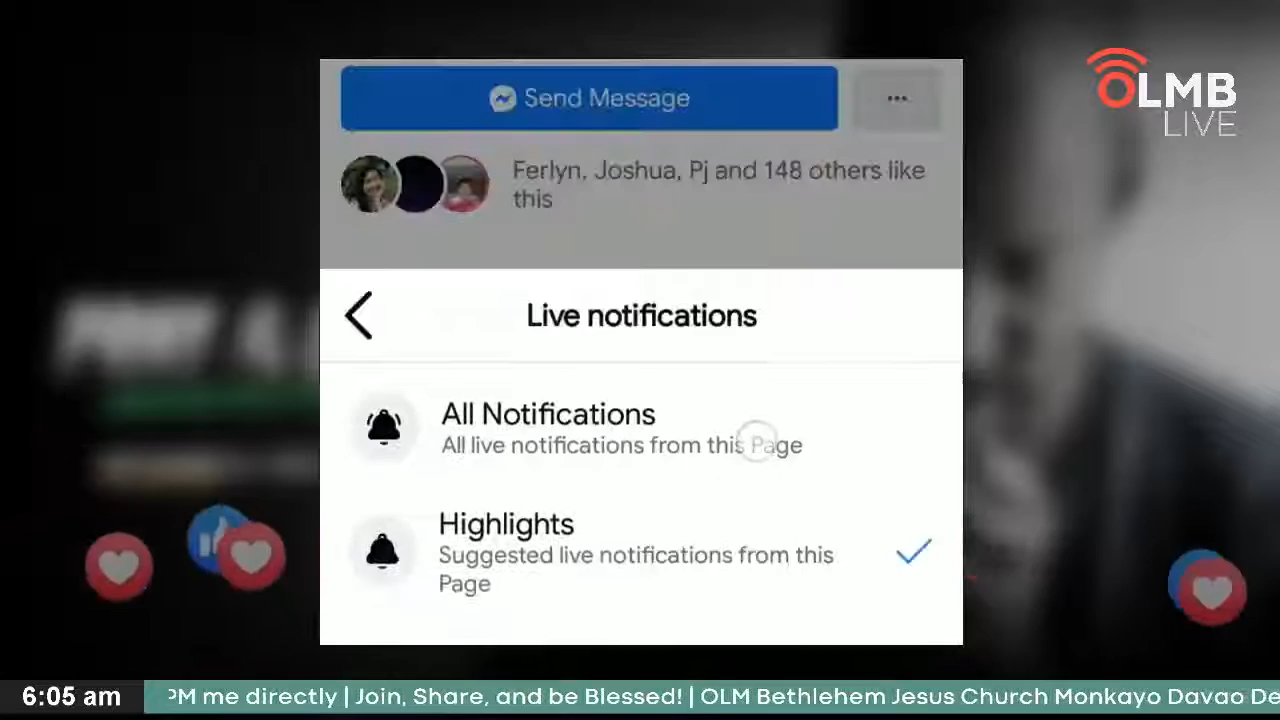 OLMB
LIVE
Send Message
Ferlyn, Joshua, Pj and 148 others like
this
Live notifications
All Notifications
All live notifications from this Page
Highlights
Suggested live notifications from this
Page
6:05 am
PM me directly | Join, Share, and be Blessed! | OLM Bethlehem Jesus Church Monkayo Davao De